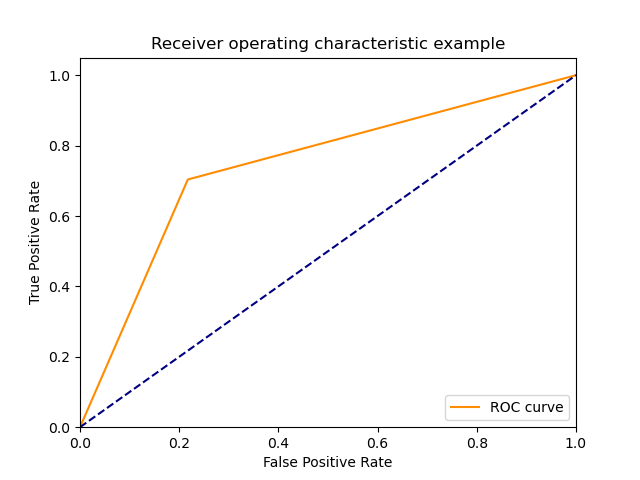 Receiver operating characteristic example
True Positive Rate
1.0
0.8
0.6
0.4
0.2
0.0
ROC curve
0.0 0.2 0.4 0.6 0.8 1.0
False Positive Rate